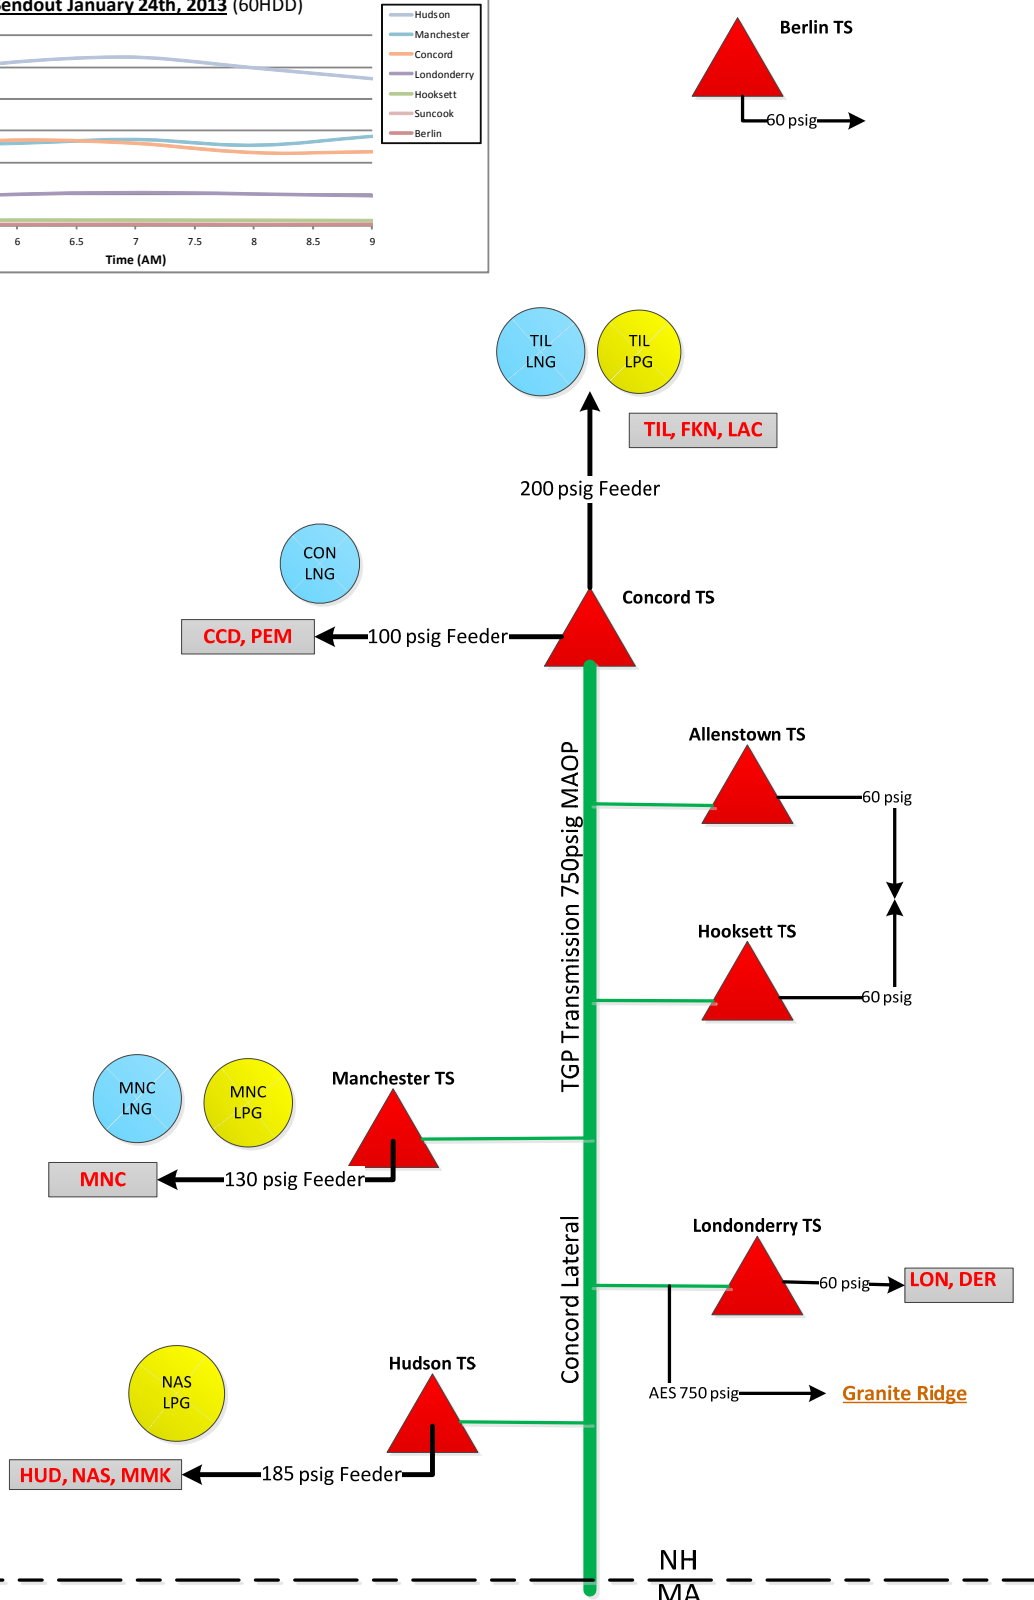 Sendout January 24th, 2013 (60HDD)
Hudson
Manchester
Concord
Londonderry
Hooksett
Suncook
Berlin
6 6.5 7 7.5 8 8.5 9
Time (AM)
Berlin TS
60 psig
TIL
LNG
TIL
LPG
TIL, FKN, LAC
200 psig Feeder
CON
LNG
Concord TS
CCD, PEM
100 psig Feeder
Allenstown TS
60 psig
TGP Transmission 750psig MAOP
Hooksett TS
60 psig
MNC
LNG
MNC
LPG
Manchester TS
MNC
130 psig Feeder
Londonderry TS
60 psig
LON, DER
Concord Lateral
AES 750 psig
Granite Ridge
Hudson TS
NAS
LPG
HUD, NAS, MMK
185 psig Feeder
NH
MA